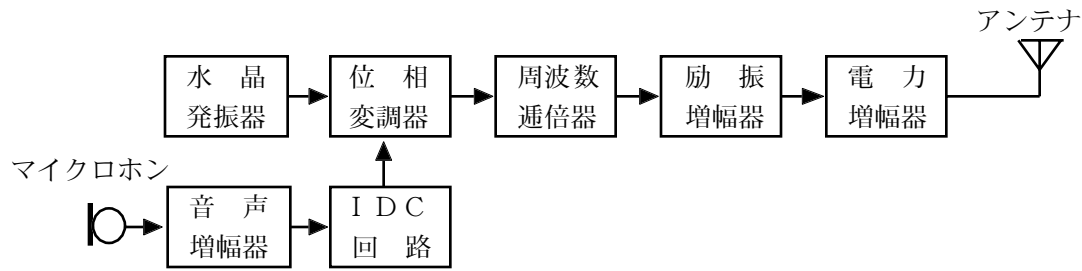 アンテナ
水 晶
発振器
位 相
変調器
周波数
逓倍器
励 振
増幅器
電 力
増幅器
マイクロホン
音 声
増幅器
ＩＤＣ
回 路